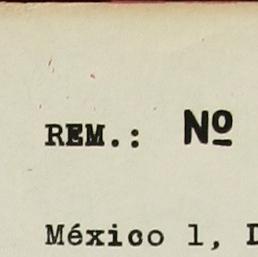 REM.: Nº
México 1, D